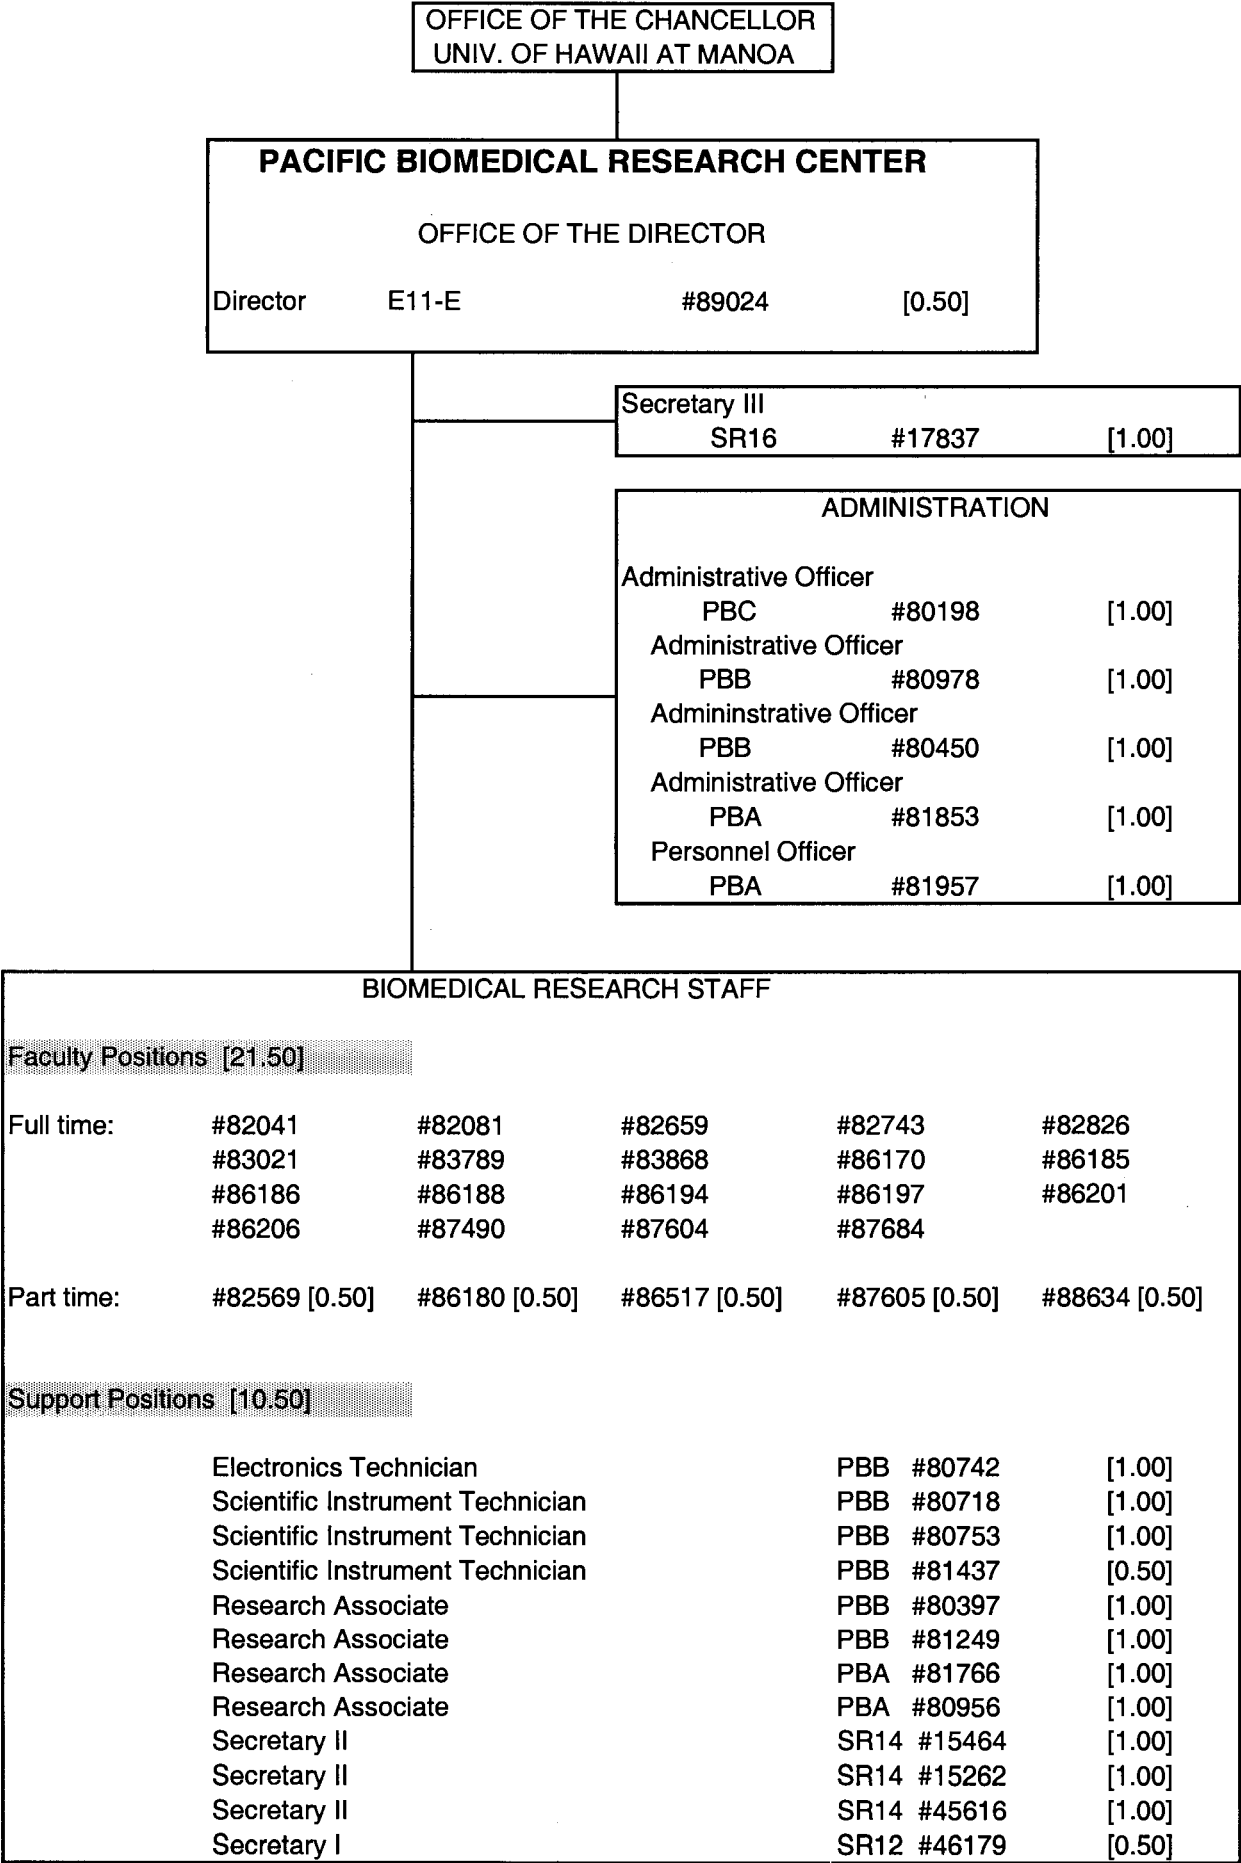 OFFICE OF THE CHANCELLOR
UNIV. OF HAWAII AT MANOA
PACIFIC BIOMEDICAL RESEARCH CENTER
OFFICE OF THE DIRECTOR
Director E11-E #89024 [0.50]
Secretary III
SR16 #17837 [1.00]
ADMINISTRATION
Administrative Officer
PBC #80198 [1.00]
Administrative Officer
PBB #80978 [1.00]
Admininstrative Officer
PBB #80450 [1.00]
Administrative Officer
PBA #81853 [1.00]
Personnel Officer
PBA #81957 [1.00]
BIOMEDICAL RESEARCH STAFF
Faculty Positions [21.50]
Full time: #82041 #82081 #82659 #82743 #82826
#83021 #83789 #83868 #86170 #86185
#86186 #86188 #86194 #86197 #86201
#86206 #87490 #87604 #87684
Part time: #82569 [0.50] #86180 [0.50] #86517 [0.50] #87605 [0.50] #88634 [0.50]
Support Positions [10.50]
Electronics Technician PBB #80742 [1.00]
Scientific Instrument Technician PBB #80718 [1.00]
Scientific Instrument Technician PBB #80753 [1.00]
Scientific Instrument Technician PBB #81437 [0.50]
Research Associate PBB #80397 [1.00]
Research Associate PBB #81249 [1.00]
Research Associate PBA #81766 [1.00]
Research Associate PBA #80956 [1.00]
Secretary II SR14 #15464 [1.00]
Secretary II SR14 #15262 [1.00]
Secretary II SR14 #45616 [1.00]
Secretary I SR12 #46179 [0.50]